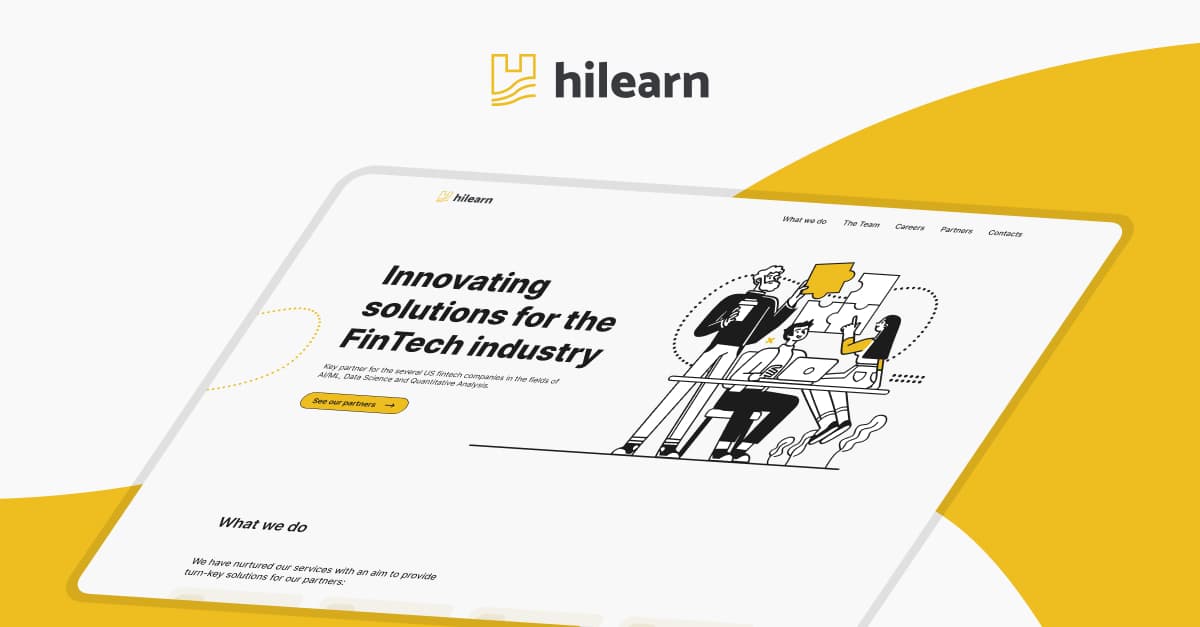 hilearn
hilearn
What we do
The Team
Careers
Partners
Contacts
Innovating
solutions for the
FinTech industry
Key partner for the several US fintech companies in the fields of
AI/ML, Data Science and Quantitative Analysis.
See our partners →
What we do
We have nurtured our services with an aim to provide
turn-key solutions for our partners: